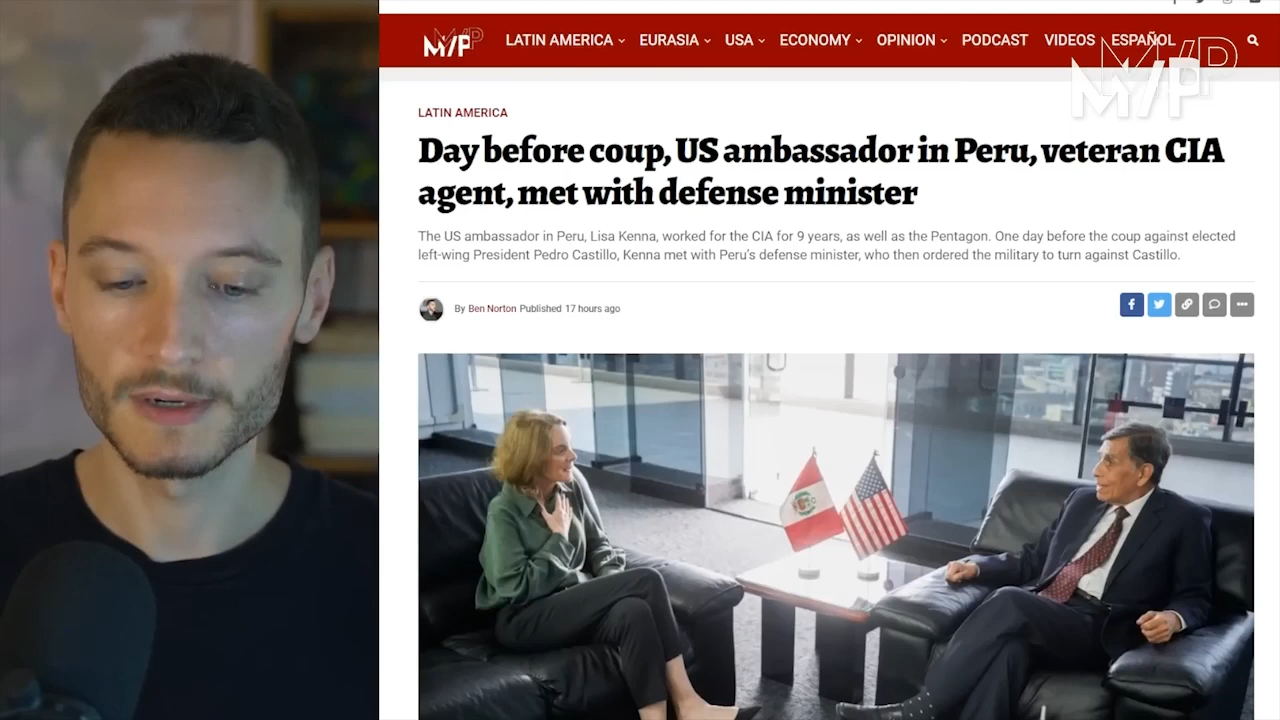 M/P
LATIN AMERICA EURASIA USA ECONOMY OPINION PODCAST VIDEOS ESPAÑOL
M/P
LATIN AMERICA
Day before coup, US ambassador in Peru, veteran CIA
agent, met with defense minister
The US ambassador in Peru, Lisa Kenna, worked for the CIA for 9 years, as well as the Pentagon. One day before the coup against elected
left-wing President Pedro Castillo, Kenna met with Peru's defense minister, who then ordered the military to turn against Castillo.
By Ben Norton Published 17 hours ago